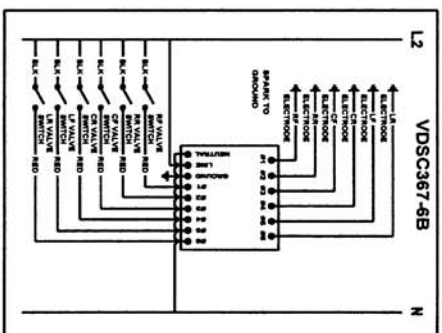 L2
VDSC367-6B
N
SPARK TO
GROUND
LR
ELECTRODE
LF
ELECTRODE
CR
ELECTRODE
CF
ELECTRODE
RR
ELECTRODE
RF
ELECTRODE
BLK
BLK
BLK
BLK
BLK
BLK
RF VALVE
SWITCH
RR VALVE
SWITCH
CF VALVE
SWITCH
CR VALVE
SWITCH
LF VALVE
SWITCH
LR VALVE
SWITCH
RED
RED
RED
RED
RED
RED
NEUTRAL
LINE
GROUND